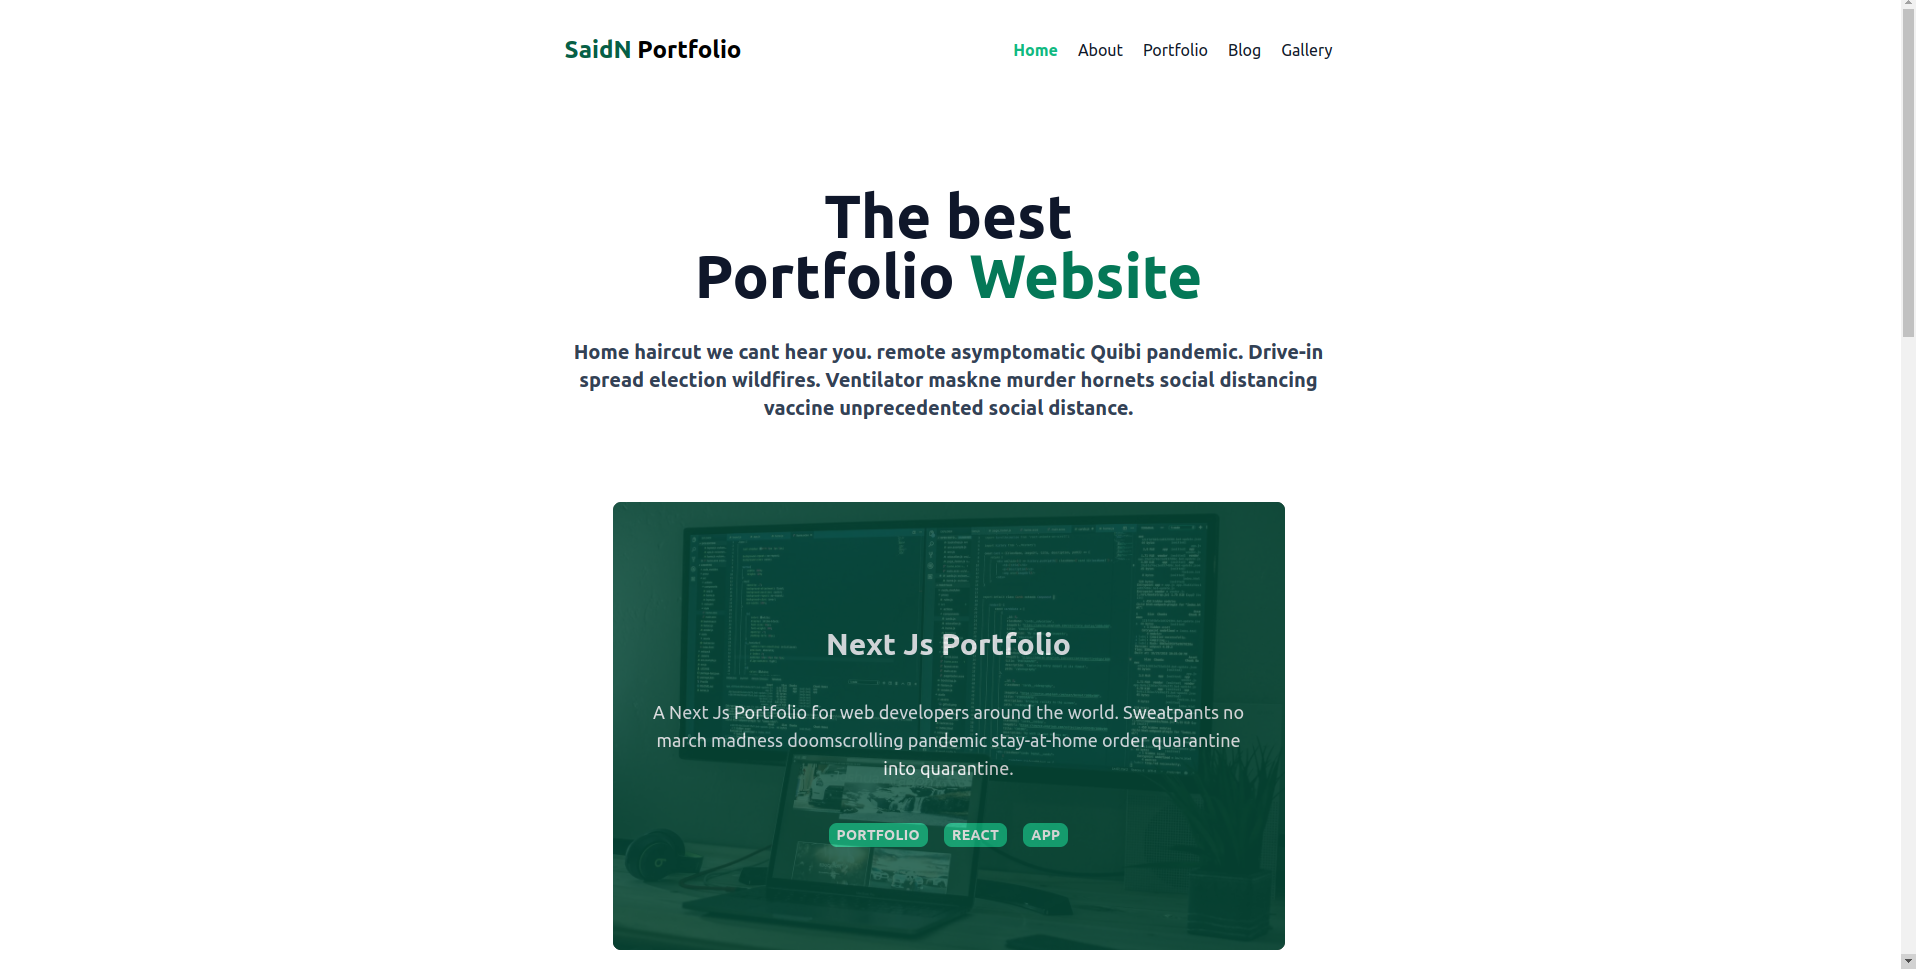 SaidN Portfolio
Home About Portfolio Blog Gallery
The best
Portfolio Website
Home haircut we cant hear you. remote asymptomatic Quibi pandemic. Drive-in
spread election wildfires. Ventilator maskne murder hornets social distancing
vaccine unprecedented social distance.
Next Js Portfolio
A Next Js Portfolio for web developers around the world. Sweatpants no
march madness doomscrolling pandemic stay-at-home order quarantine
into quarantine.
PORTFOLIO REACT APP